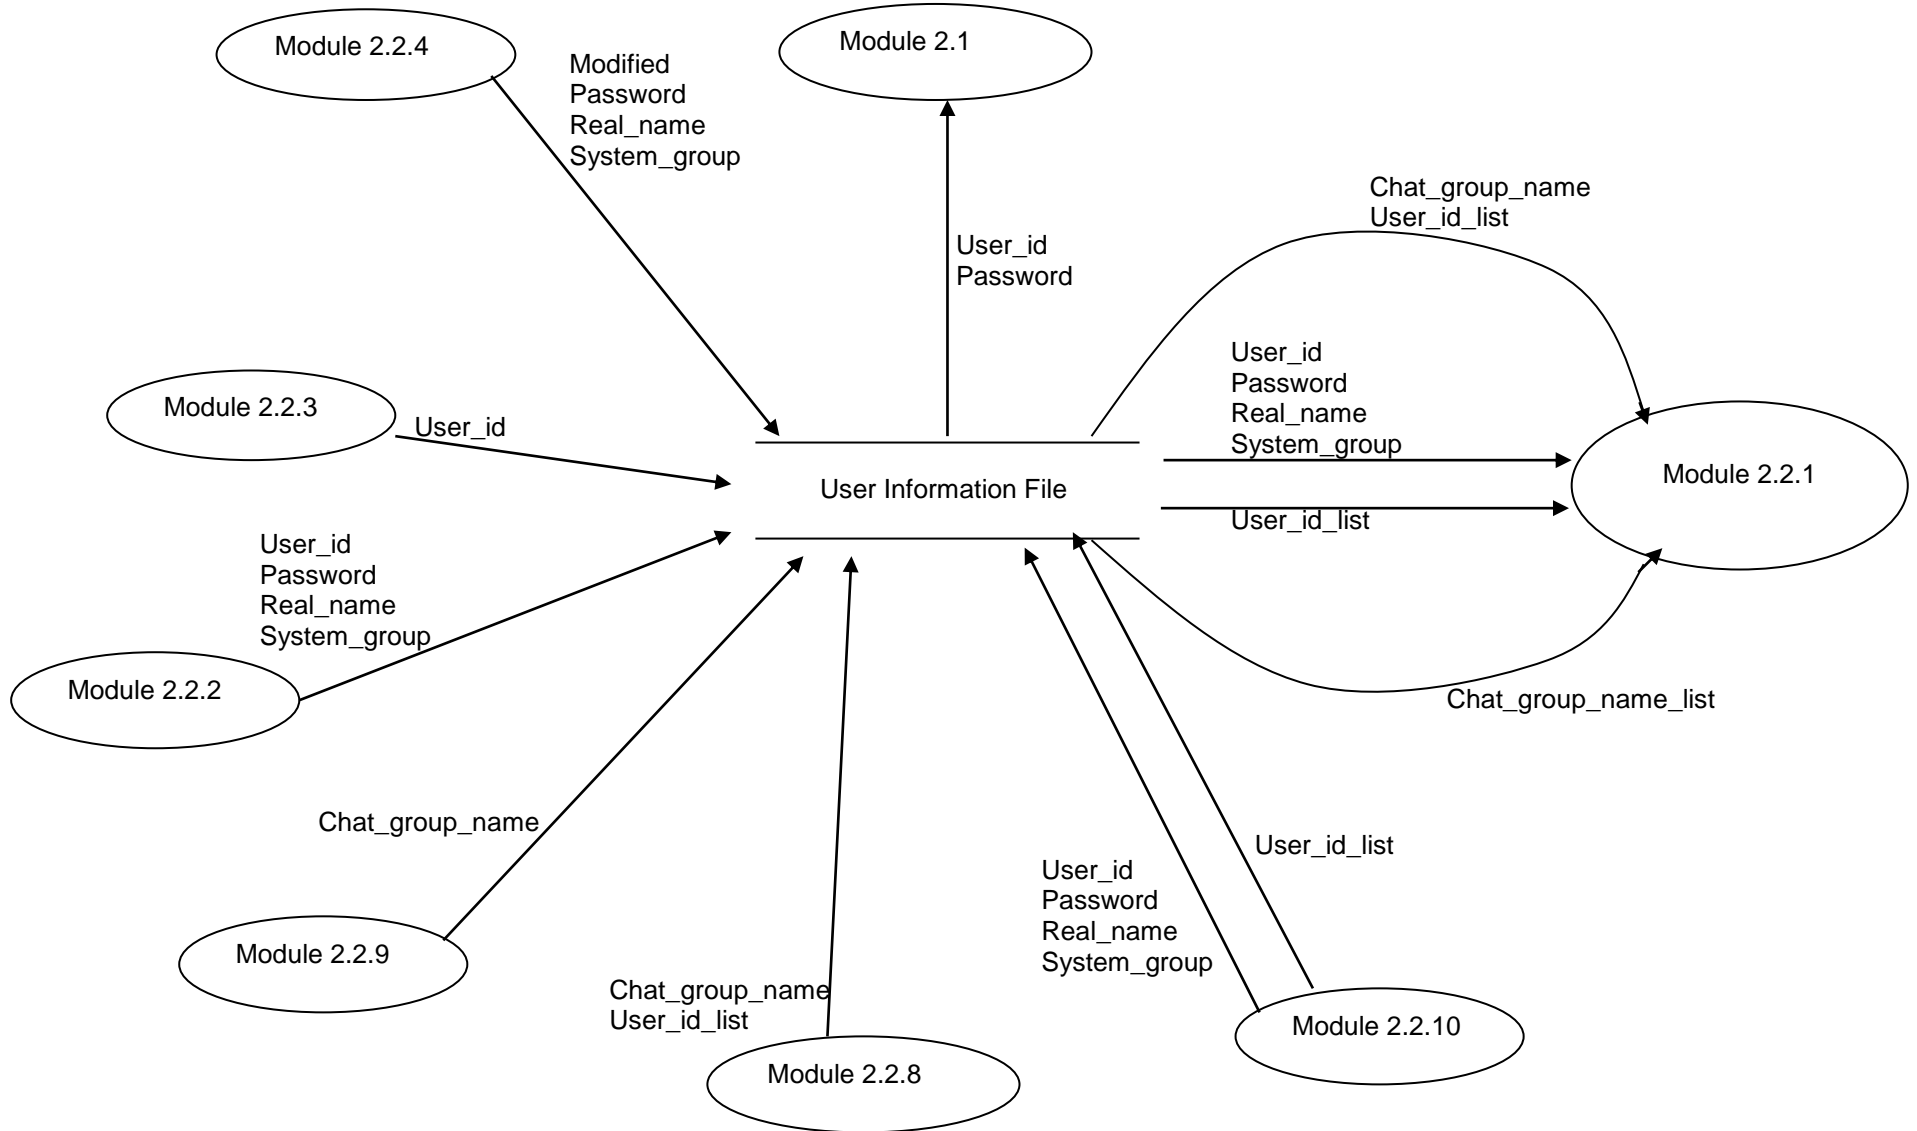 Module 2.2.4
Module 2.1
Modified
Password
Real_name
System_group
User_id
Password
Chat_group_name
User_id_list
User_id
Password
Real_name
System_group
Module 2.2.3
User_id
User Information File
Module 2.2.1
User_id_list
User_id
Password
Real_name
System_group
Module 2.2.2
Chat_group_name_list
Chat_group_name
User_id_list
User_id
Password
Real_name
System_group
Module 2.2.9
Chat_group_name
User_id_list
Module 2.2.10
Module 2.2.8